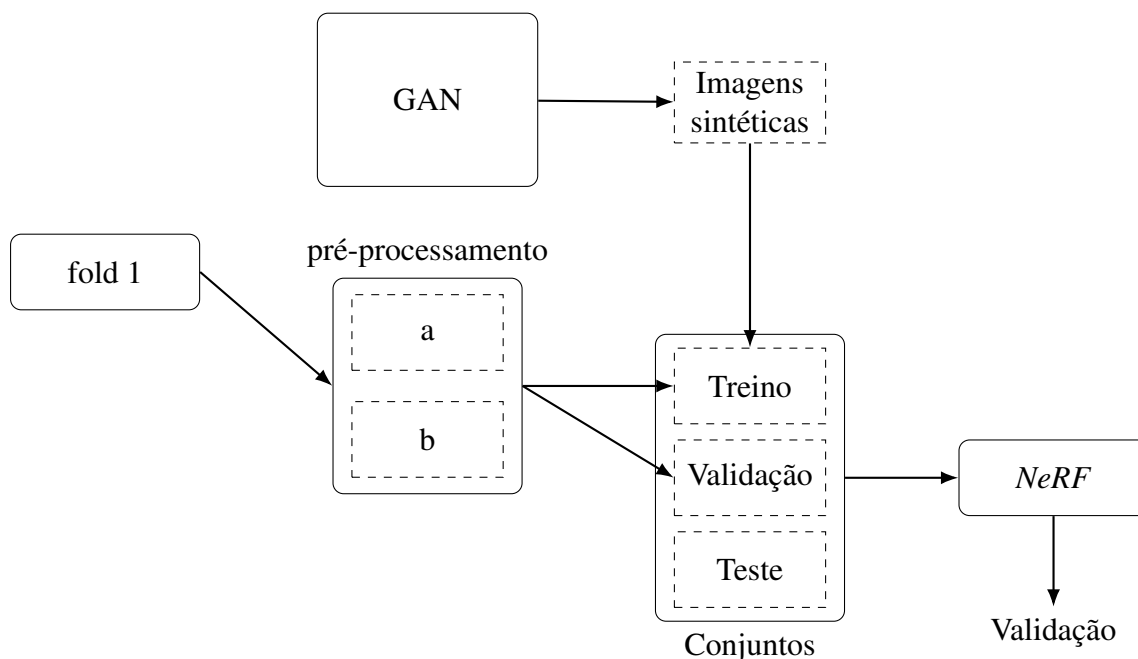 GAN
Imagens
sintéticas
fold 1
pré-processamento
a
b
Treino
Validação
Teste
Conjuntos
NeRF
Validação